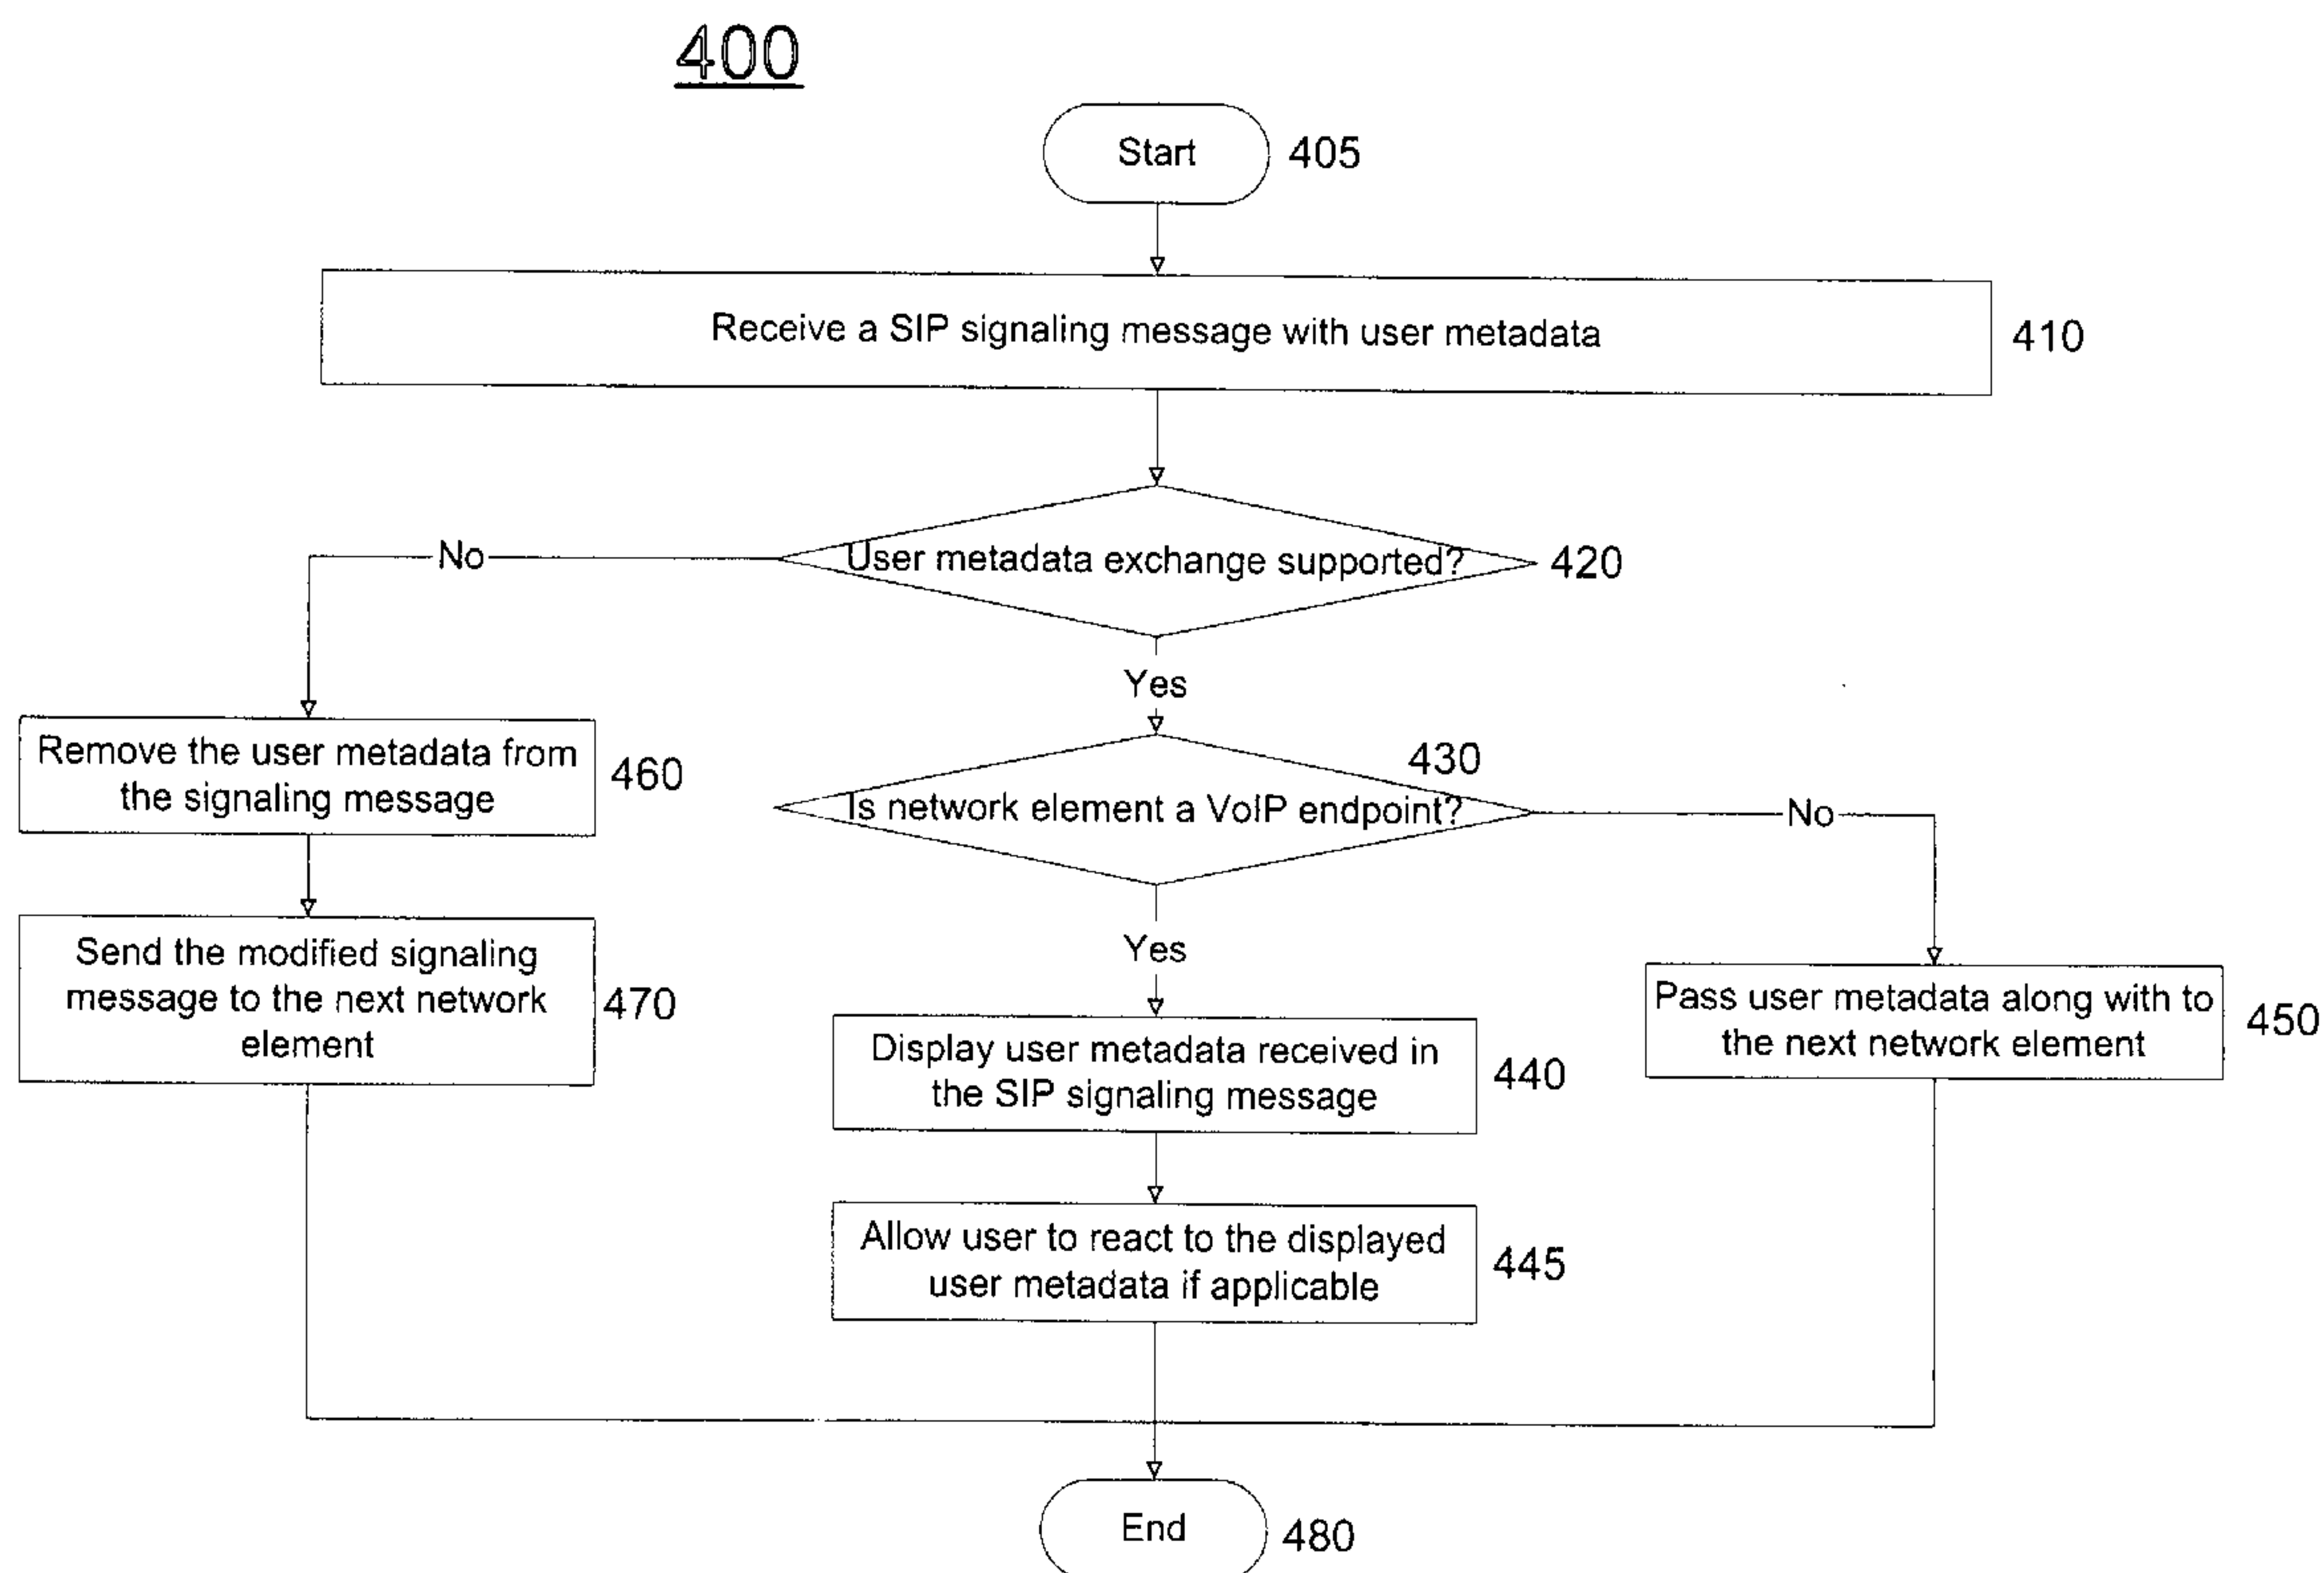 400
Start
405
Receive a SIP signaling message with user metadata
410
User metadata exchange supported?
420
No
Yes
Remove the user metadata from
the signaling message
460
430
Is network element a VoIP endpoint?
No
Send the modified signaling
message to the next network
element
470
Yes
Display user metadata received in
the SIP signaling message
440
Pass user metadata along with to
the next network element
450
Allow user to react to the displayed
user metadata if applicable
445
End
480